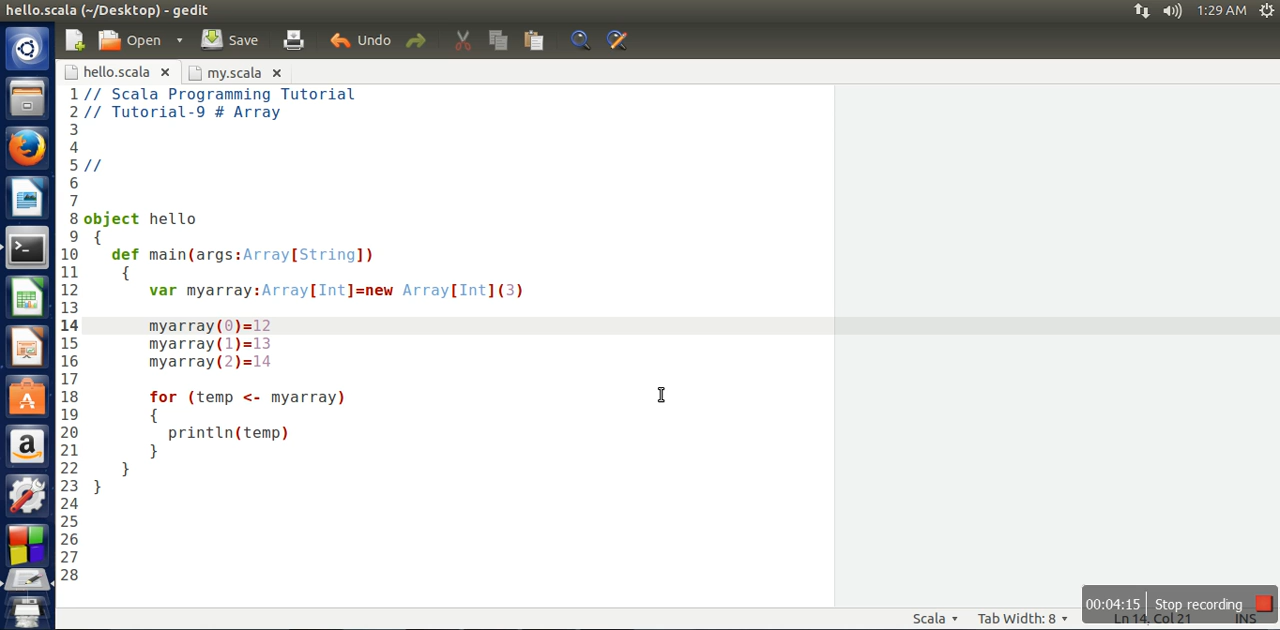 hello.scala (~/Desktop) - gedit
1:29 AM
Open
Save
Undo
hello.scala
my.scala
1 // Scala Programming Tutorial
2 // Tutorial-9 # Array
3
4
5 //
6
7
8 object hello
9 {
10 def main(args:Array[String])
11 {
12 var myarray:Array[Int]=new Array[Int](3)
13
14 myarray(0)=12
15 myarray(1)=13
16 myarray(2)=14
17
18 for (temp <- myarray)
19 {
20 println(temp)
21 }
22 }
23 }
24
25
26
27
28
00:04:15 Stop recording
Scala Tab Width: 8 Ln 14, Col 21 INS